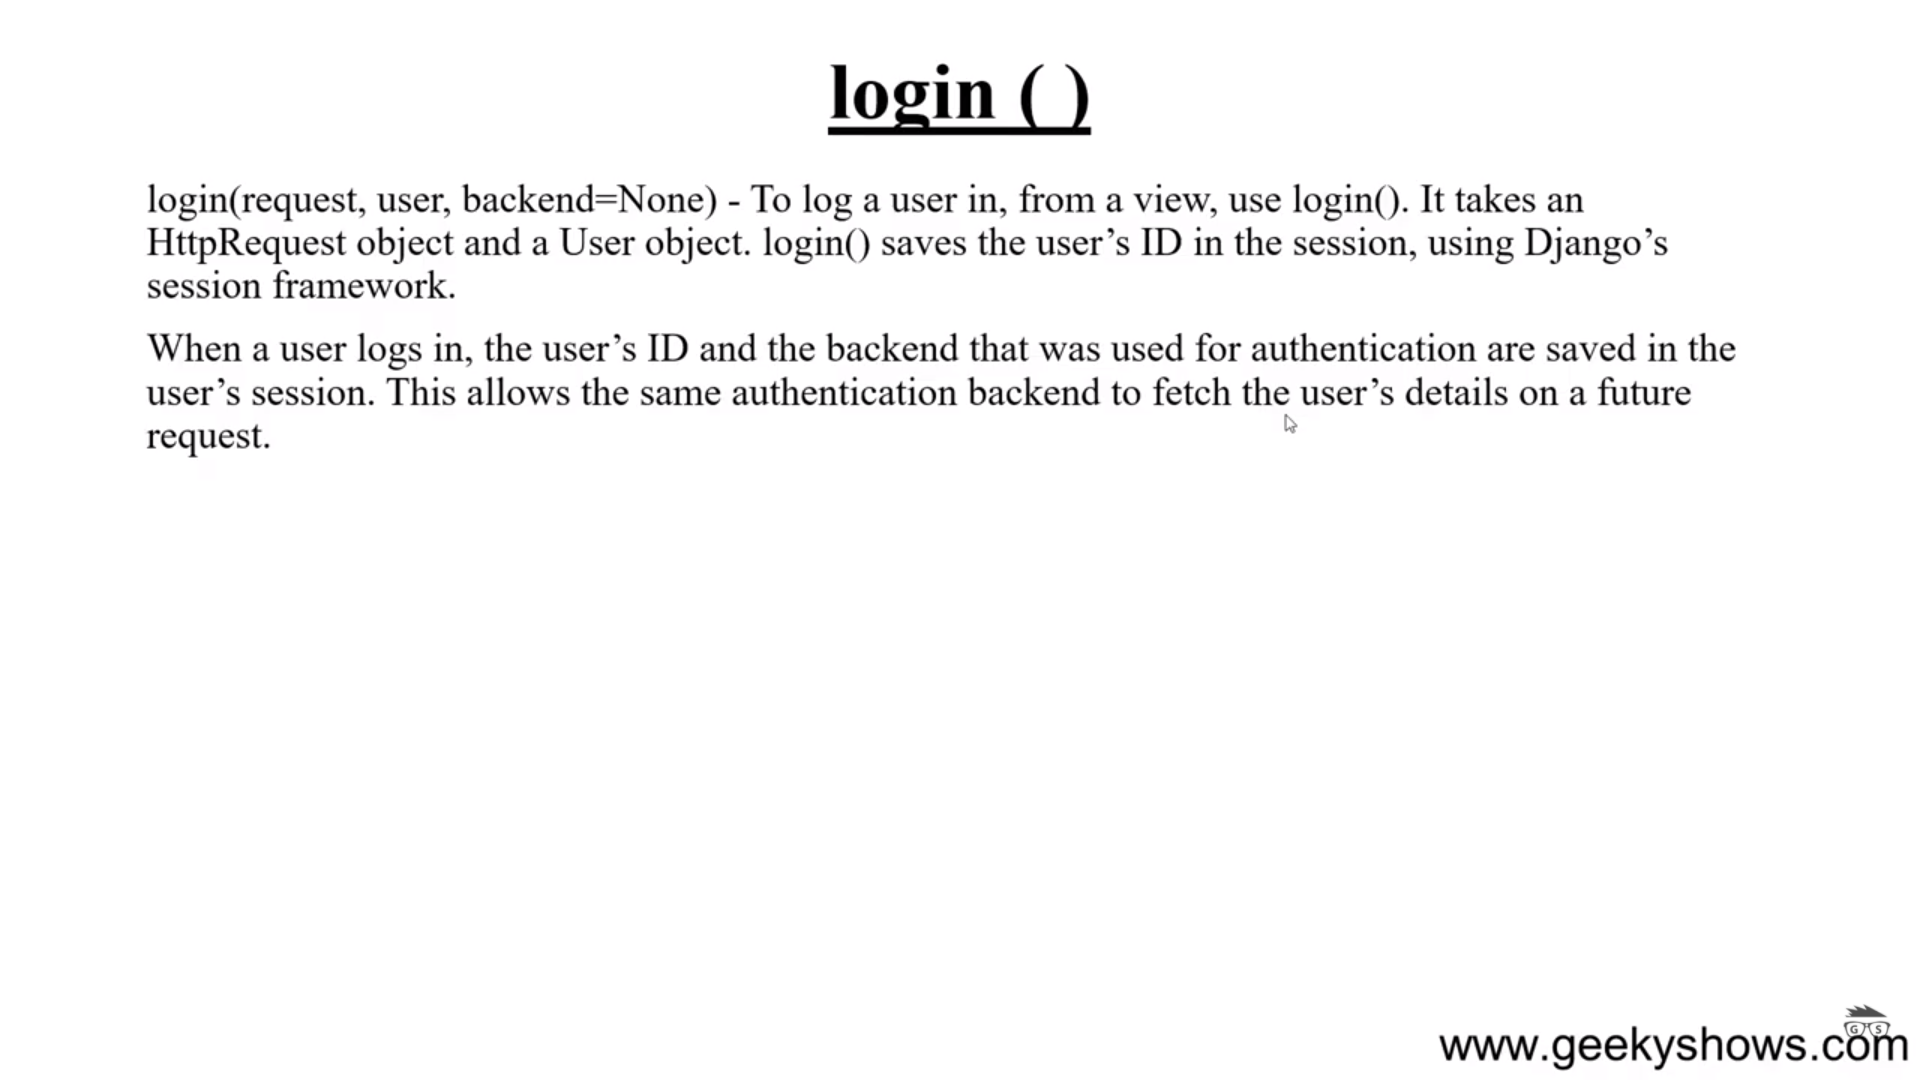 login ( )
login(request, user, backend=None) - To log a user in, from a view, use login(). It takes an
HttpRequest object and a User object. login() saves the user’s ID in the session, using Django’s
session framework.
When a user logs in, the user’s ID and the backend that was used for authentication are saved in the
user’s session. This allows the same authentication backend to fetch the user’s details on a future
request.
G S
www.geekyshows.com